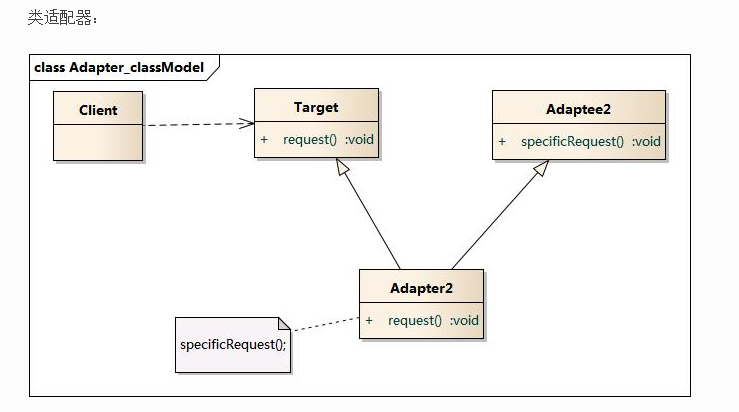 类适配器：
class Adapter_classModel
Client
Target
+ request() :void
Adaptee2
+ specificRequest() :void
Adapter2
+ request() :void
specificRequest();